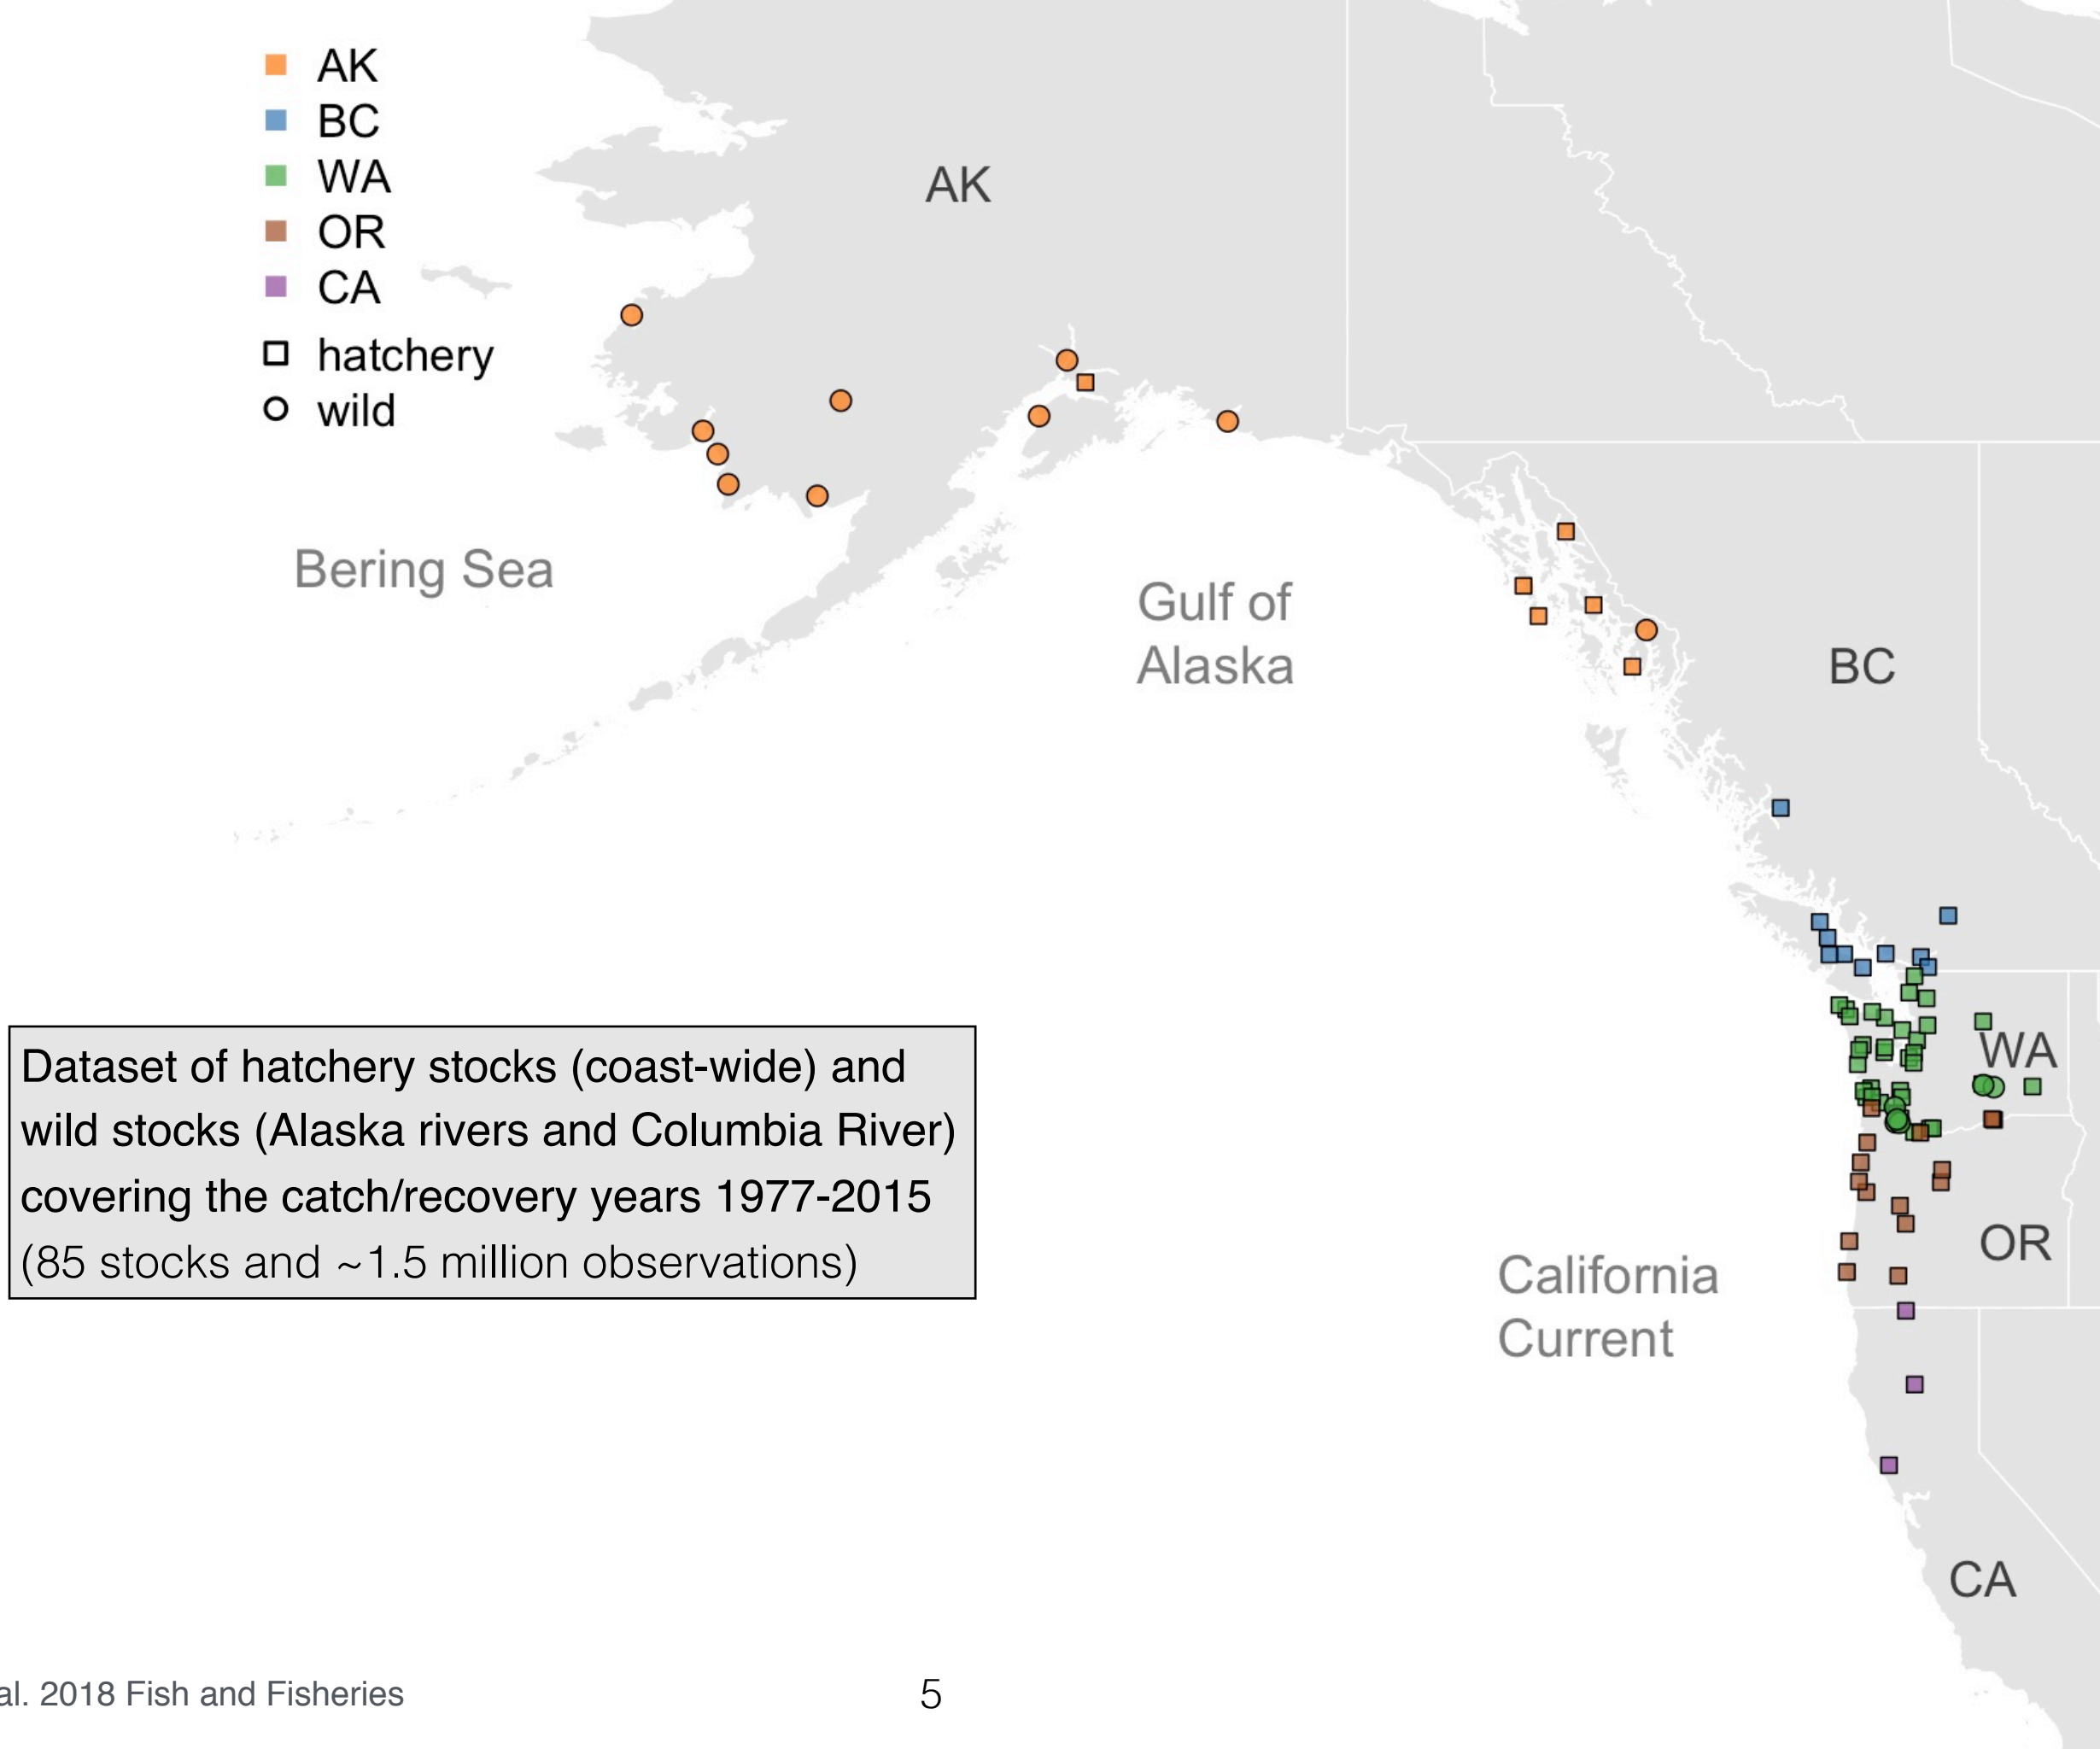 AK
BC
WA
OR
CA
hatchery
wild
AK
Bering Sea
Gulf of
Alaska
BC
WA
OR
California
Current
CA
Dataset of hatchery stocks (coast-wide) and
wild stocks (Alaska rivers and Columbia River)
covering the catch/recovery years 1977-2015
(85 stocks and ~1.5 million observations)
al. 2018 Fish and Fisheries
5